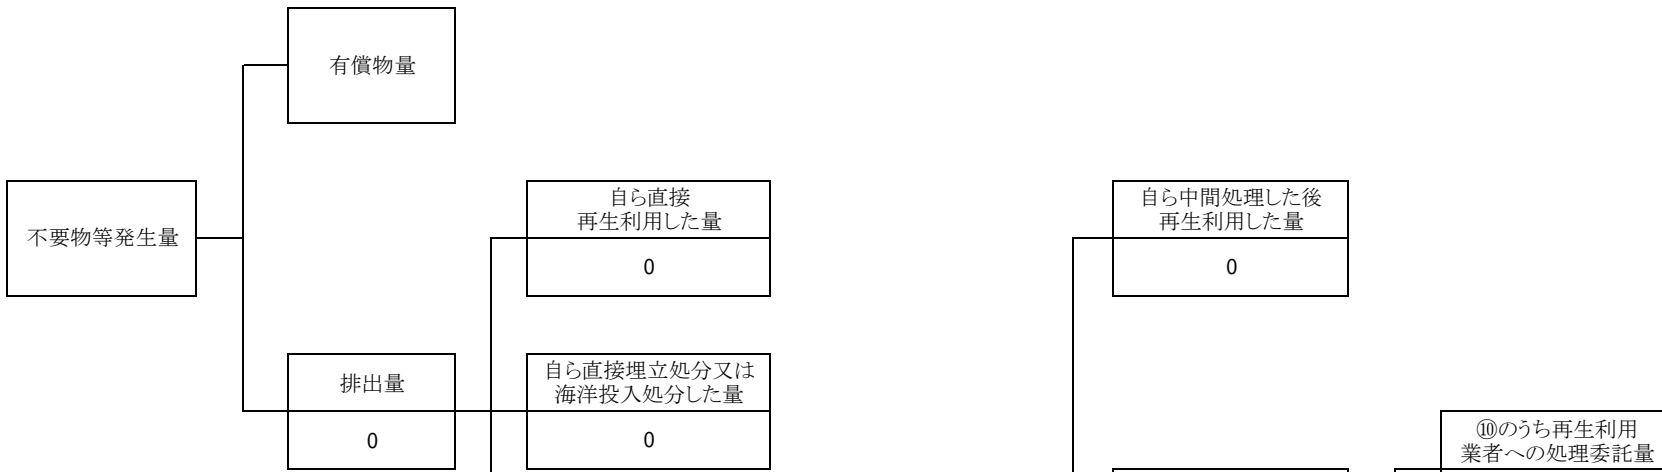 有償物量
不要物等発生量
自ら直接
再生利用した量
0
自ら中間処理した後
再生利用した量
0
排出量
0
自ら直接埋立処分又は
海洋投入処分した量
0
⑩のうち再生利用
業者への処理委託量